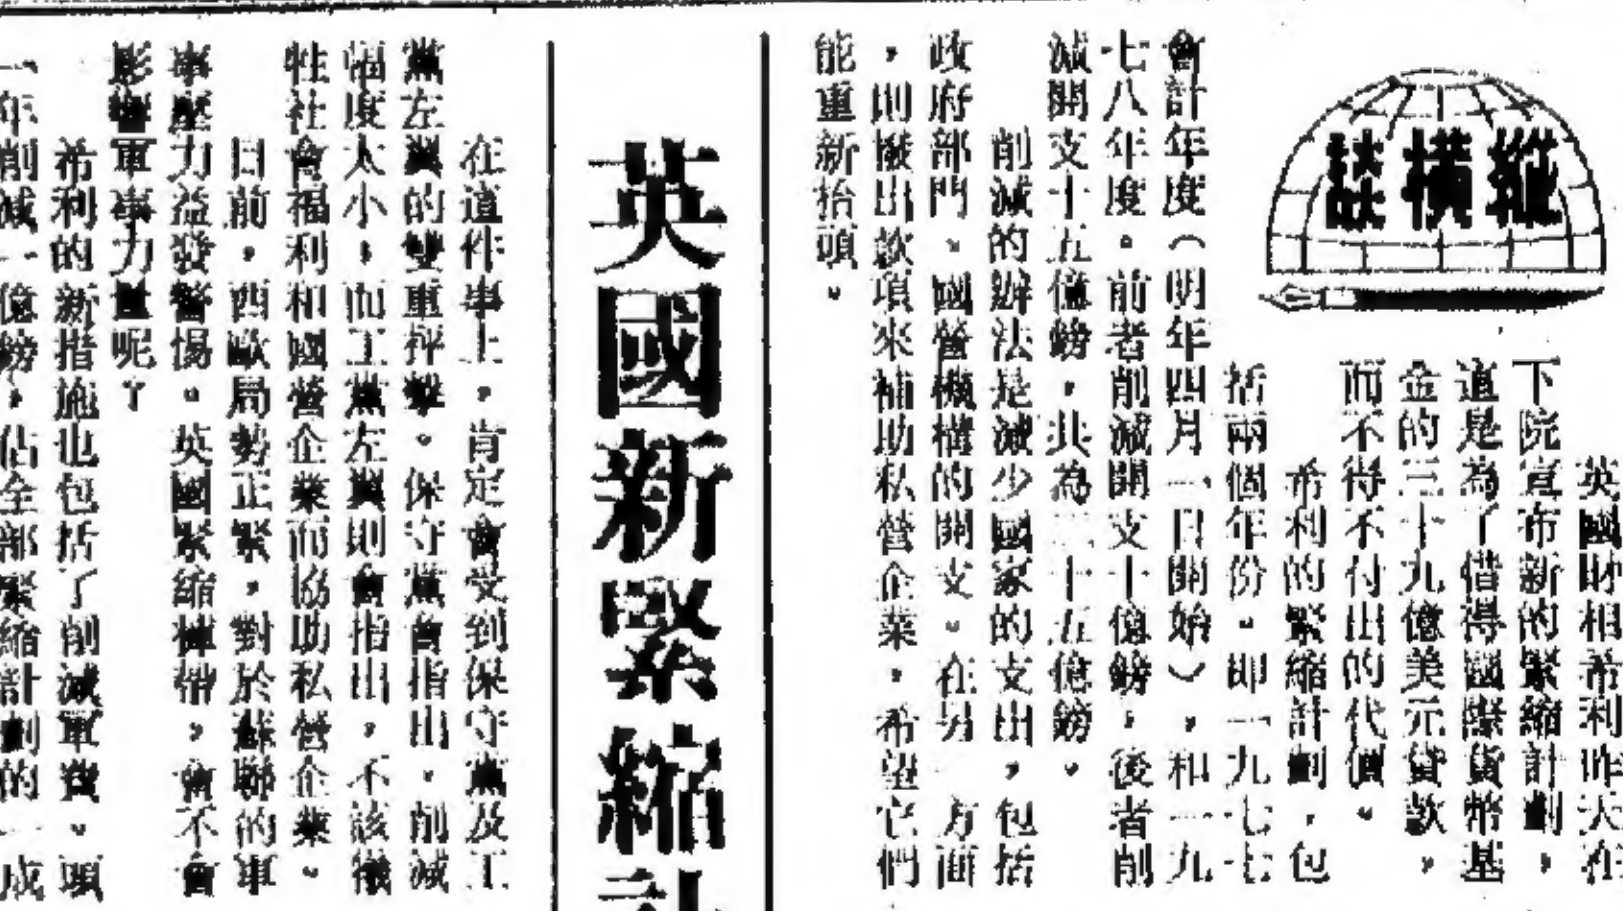 縱橫談
英國財相希利昨天在
下院宣布新的緊縮計劃，
這是為了借得國際貨幣基
金的三十九億美元貸款，
而不得不付出的代價。
希利的緊縮計劃，包
括兩個年份。即一九七七
會計年度（明年四月一日開始），和一九
七八年度。前者削減開支十億鎊，後者削
減開支十五億鎊，共為二十五億鎊。
削減的辦法是減少國家的支出，包括
政府部門。國營機構的開支。在另一方面
，則撥出款項來補助私營企業，希望它們
能重新抬頭。
英國新緊縮計
在這件事上，肯定會受到保守黨及工
黨左翼的雙重抨擊。保守黨會指出，削減
幅度太小，而工黨左翼則會指出，不該犧
牲社會福利和國營企業而協助私營企業。
日前，西歐局勢正緊，對於蘇聯的軍
事壓力益發警惕。英國緊縮褲帶，會不會
影響軍事力量呢？
希利的新措施也包括了削減軍費。頭
一年削減一億鎊，佔全部緊縮計劃的一成